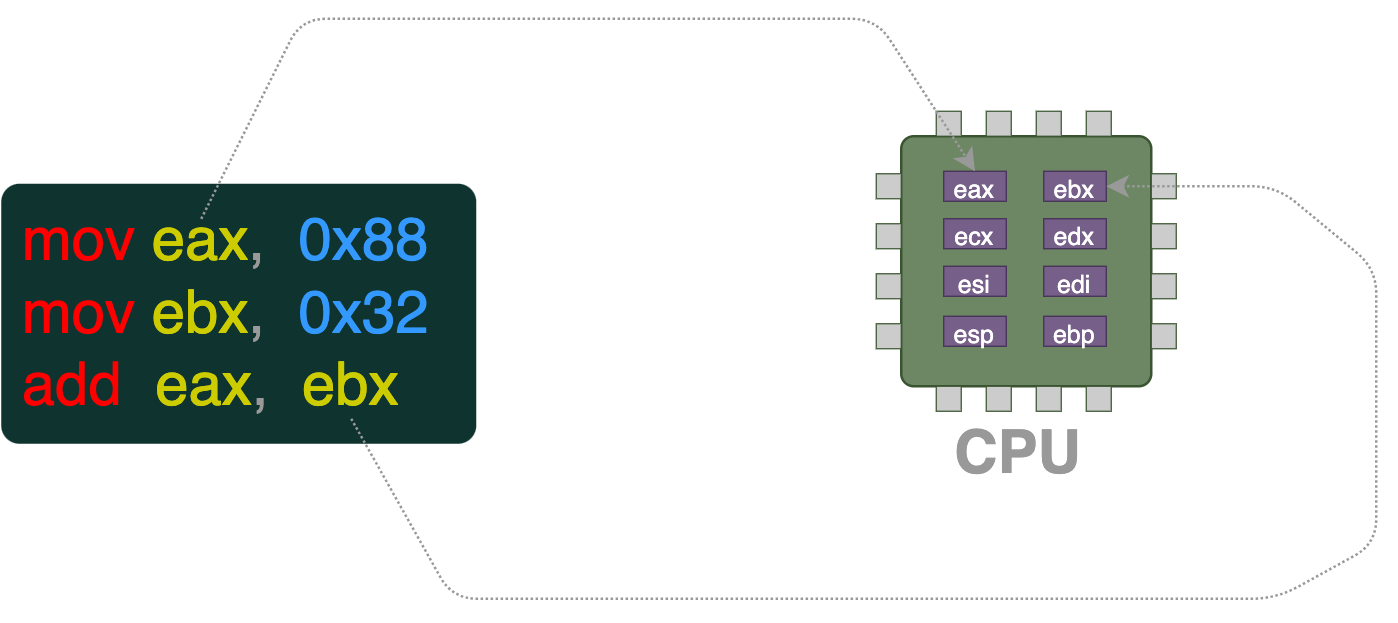 mov eax, 0x88
mov ebx, 0x32
add eax, ebx
eax ebx
ecx edx
esi edi
esp ebp
CPU